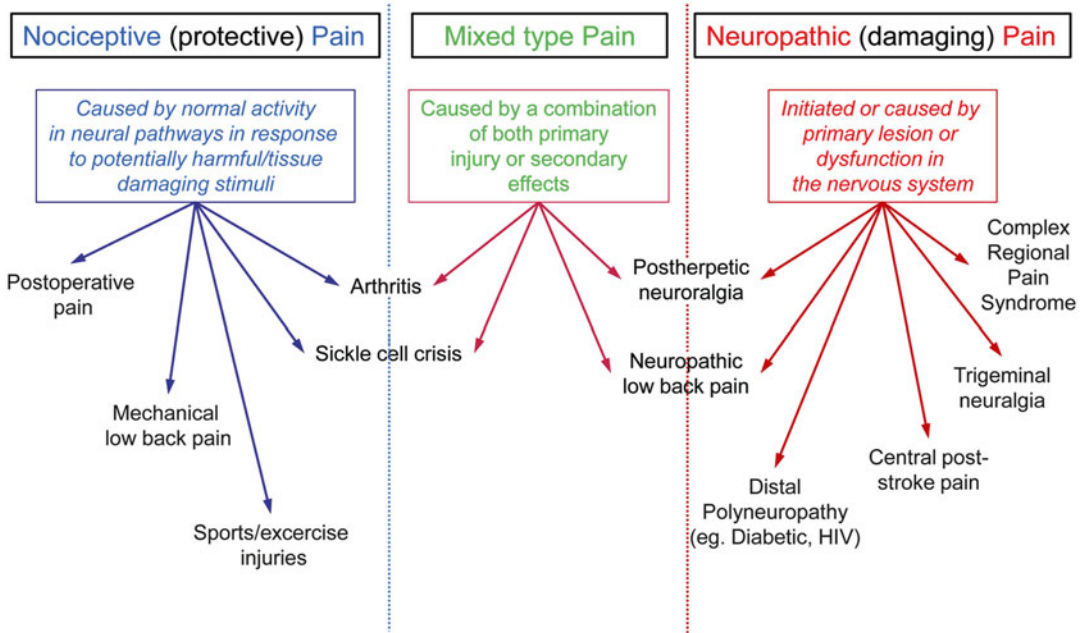 Nociceptive (protective) Pain
Mixed type Pain
Neuropathic (damaging) Pain
Caused by normal activity
in neural pathways in response
to potentially harmful/tissue
damaging stimuli
Caused by a combination
of both primary
injury or secondary
effects
Initiated or caused by
primary lesion or
dysfunction in
the nervous system
Postoperative
pain
Mechanical
low back pain
Sports/excercise
injuries
Arthritis
Sickle cell crisis
Postherpetic
neuroralgia
Neuropathic
low back pain
Distal
Polyneuropathy
(eg. Diabetic, HIV)
Central post-
stroke pain
Trigeminal
neuralgia
Complex
Regional
Pain
Syndrome